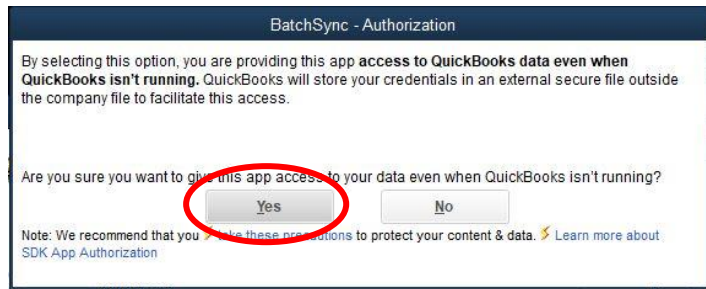 BatchSync - Authorization
By selecting this option, you are providing this app access to QuickBooks data even when
QuickBooks isn't running. QuickBooks will store your credentials in an external secure file outside
the company file to facilitate this access.
Are you sure you want to give this app access to your data even when QuickBooks isn't running?
Yes No
Note: We recommend that you take these precautions to protect your content & data. Learn more about
SDK App Authorization